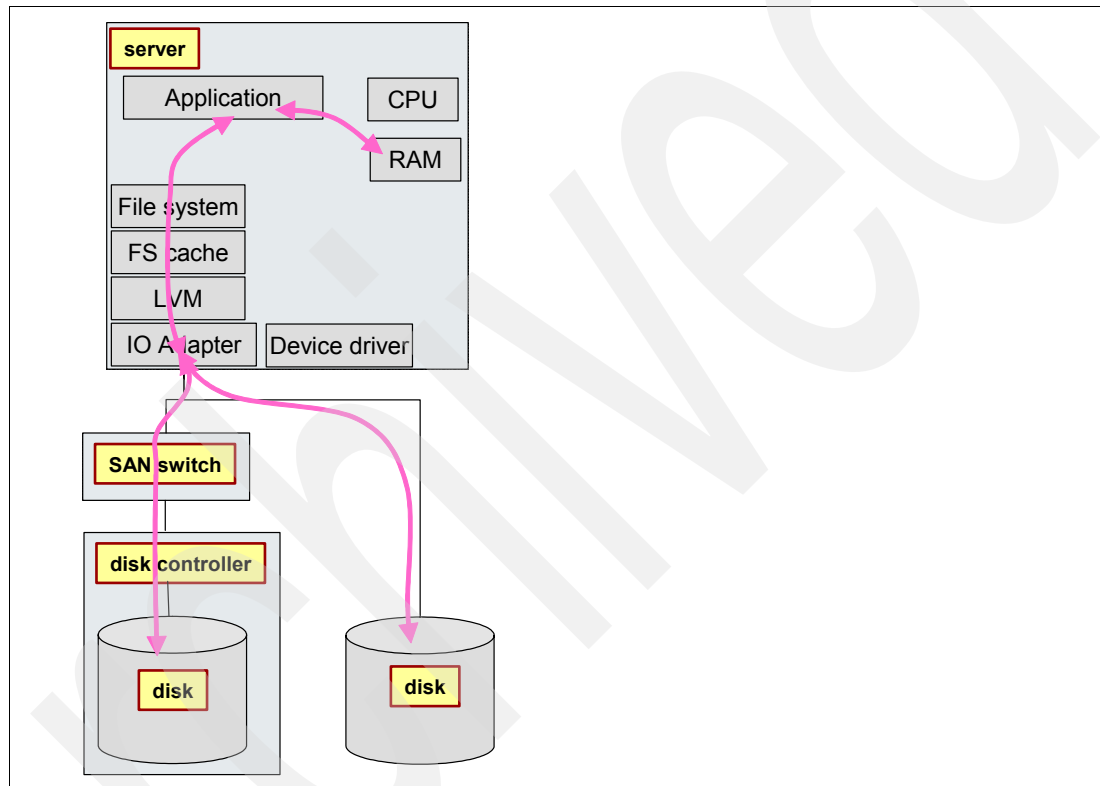 server
Application
CPU
RAM
File system
FS cache
LVM
IO Adapter
Device driver
SAN switch
disk controller
disk
disk